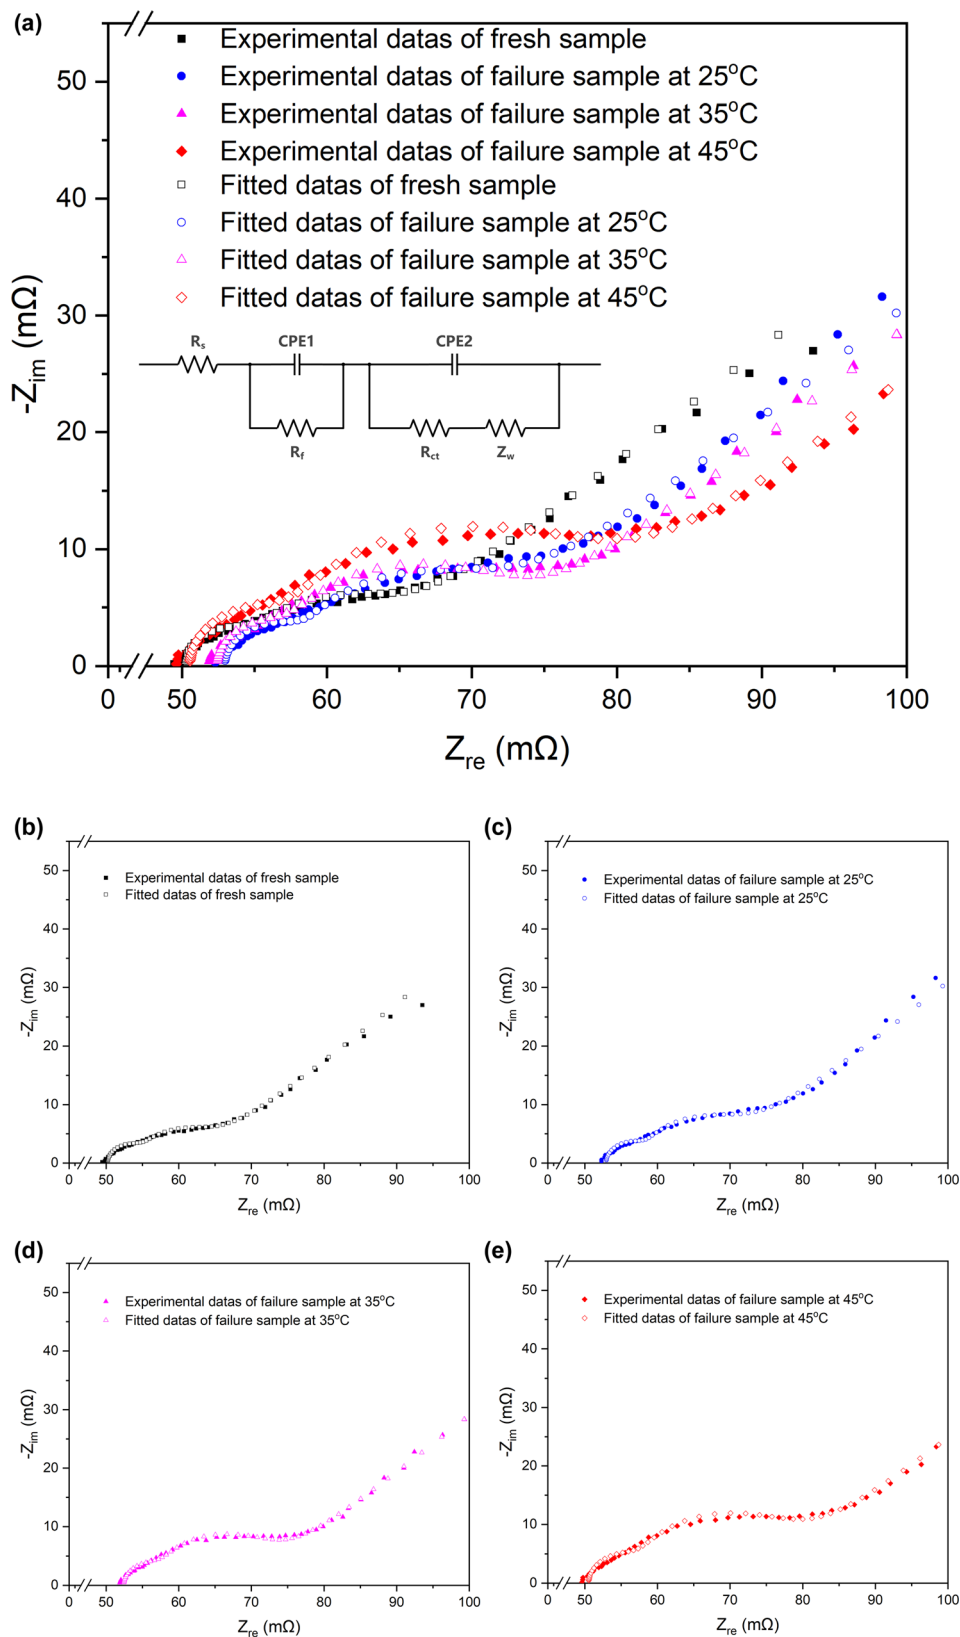 (a)
Experimental datas of fresh sample
Experimental datas of failure sample at 25°C
Experimental datas of failure sample at 35°C
Experimental datas of failure sample at 45°C
Fitted datas of fresh sample
Fitted datas of failure sample at 25°C
Fitted datas of failure sample at 35°C
Fitted datas of failure sample at 45°C
50
40
30
20
10
0
-Zim (mΩ)
Rs
CPE1
CPE2
Rf
Rct
Zw
0 50 60 70 80 90 100
Zre (mΩ)
(b)
Experimental datas of fresh sample
Fitted datas of fresh sample
50
40
30
20
10
0
-Zim (mΩ)
0 50 60 70 80 90 100
Zre (mΩ)
(c)
Experimental datas of failure sample at 25°C
Fitted datas of failure sample at 25°C
50
40
30
20
10
0
-Zim (mΩ)
0 50 60 70 80 90 100
Zre (mΩ)
(d)
Experimental datas of failure sample at 35°C
Fitted datas of failure sample at 35°C
50
40
30
20
10
0
-Zim (mΩ)
0 50 60 70 80 90 100
Zre (mΩ)
(e)
Experimental datas of failure sample at 45°C
Fitted datas of failure sample at 45°C
50
40
30
20
10
0
-Zim (mΩ)
0 50 60 70 80 90 100
Zre (mΩ)